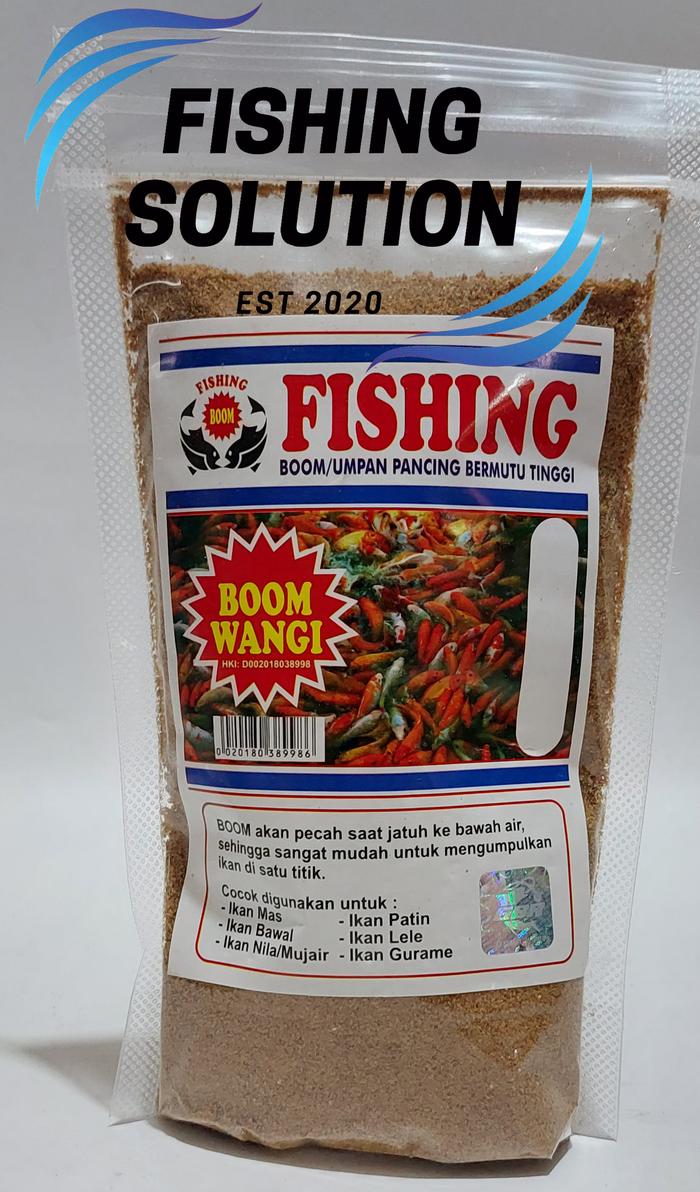 FISHING
SOLUTION
EST 2020
FISHING
BOOM
FISHING
BOOM/UMPAN PANCING BERMUTU TINGGI
BOOM
WANGI
HKI: D002018038998
0 020180 389986
BOOM akan pecah saat jatuh ke bawah air,
sehingga sangat mudah untuk mengumpulkan
ikan di satu titik.
Cocok digunakan untuk :
- Ikan Mas
- Ikan Bawal
- Ikan Nila/Mujair
- Ikan Patin
- Ikan Lele
- Ikan Gurame